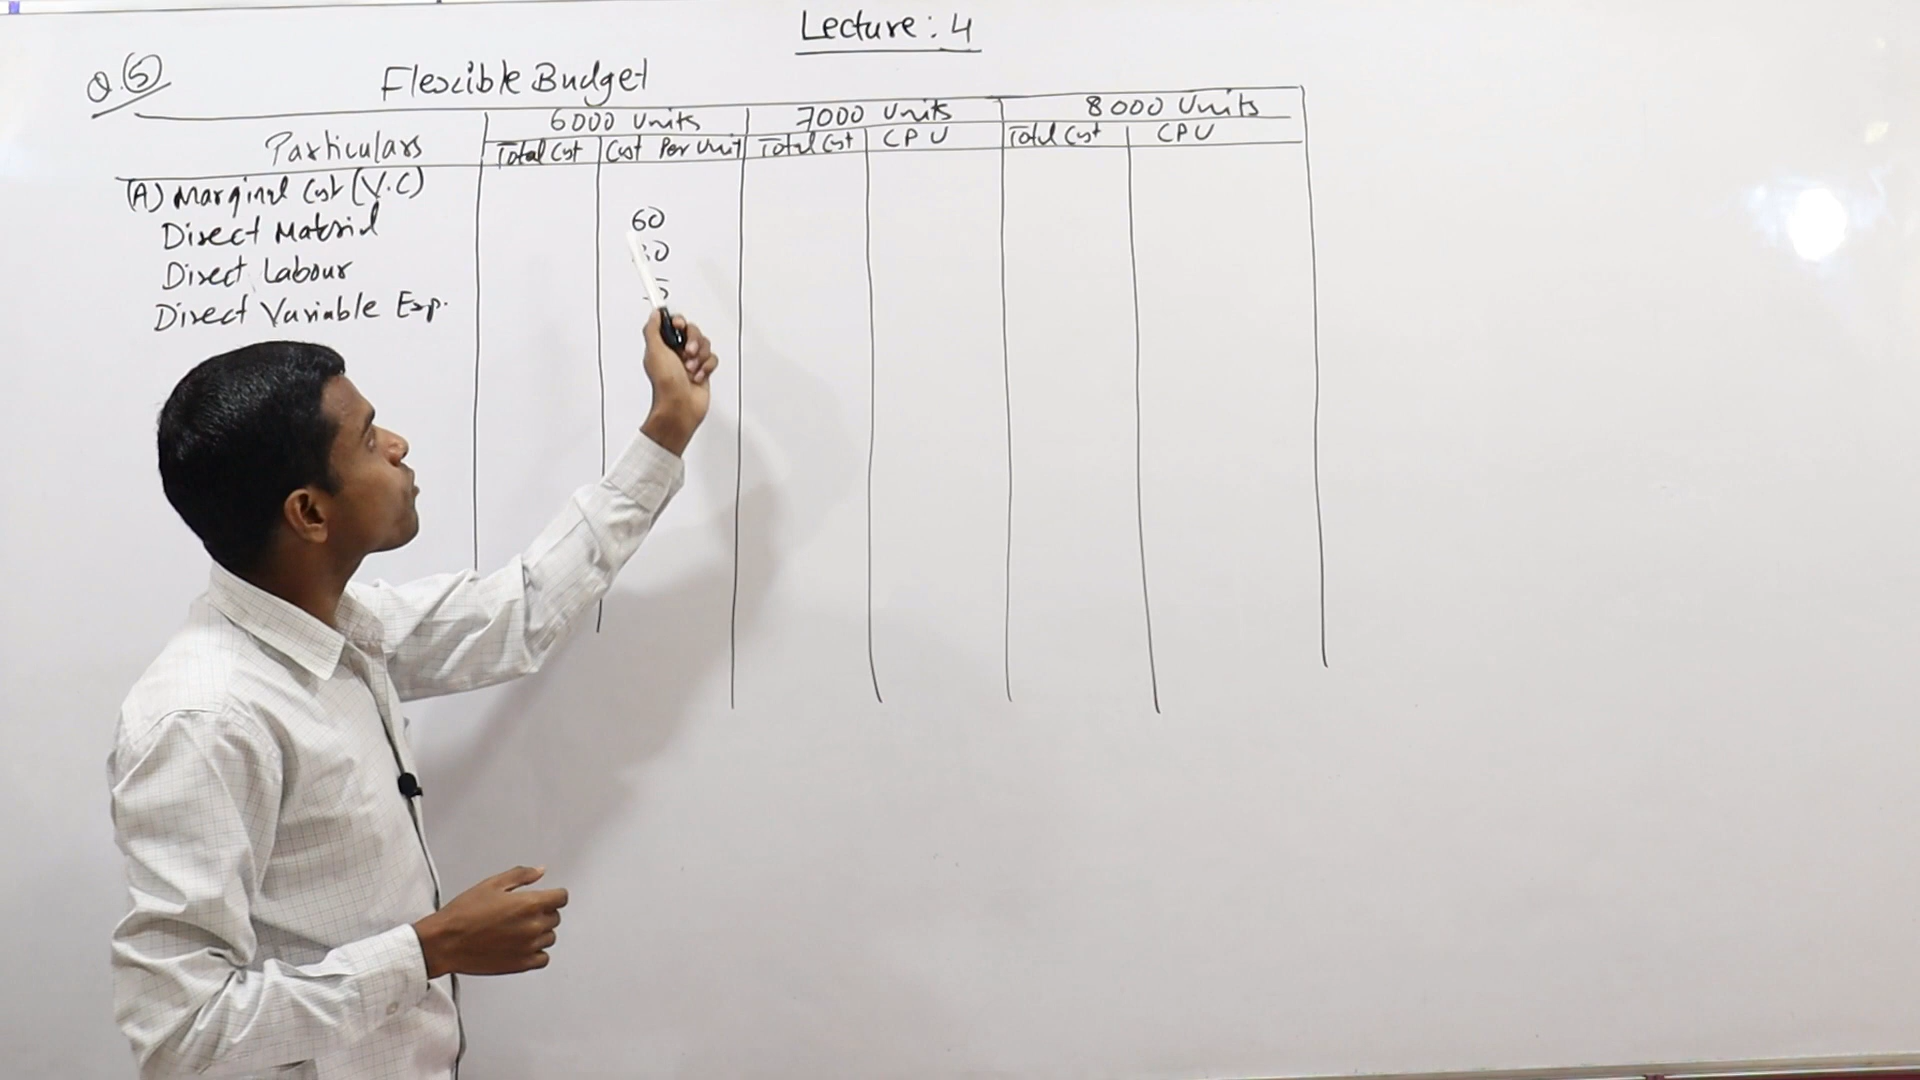 Lecture : 4
Q.(5)
Flexible Budget
Particulars
6000 Units
7000 Units
8000 Units
Total Cost
Cost Per Unit
Total Cost
CPU
Total Cost
CPU
(A) Marginal Cost (V.C)
Direct Material
60
Direct Labour
Direct Variable Exp.